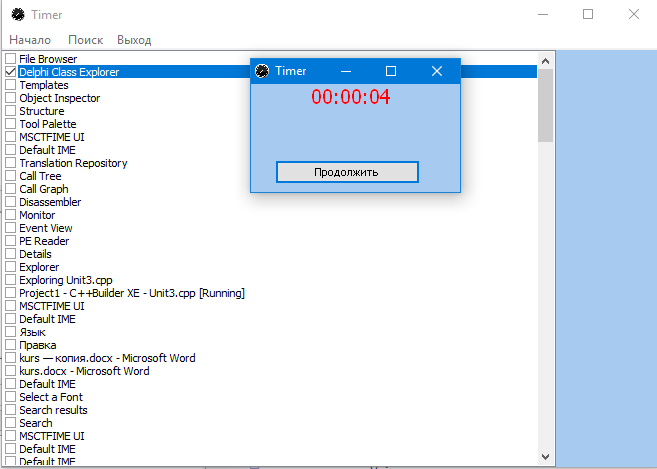 Timer
Начало Поиск Выход
File Browser
Delphi Class Explorer
Templates
Object Inspector
Structure
Tool Palette
MSCTFIME UI
Default IME
Translation Repository
Call Tree
Call Graph
Disassembler
Monitor
Event View
PE Reader
Details
Explorer
Exploring Unit3.cpp
Project1 - C++Builder XE - Unit3.cpp [Running]
MSCTFIME UI
Default IME
Язык
Правка
kurs — копия.docx - Microsoft Word
kurs.docx - Microsoft Word
Default IME
Select a Font
Search results
Search
MSCTFIME UI
Default IME
Default IME
Timer
00:00:04
Продолжить